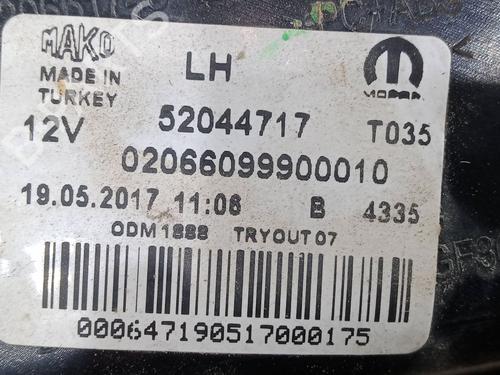 MAKO
LH
MADE IN
TURKEY
MOPAR
12V 52044717 T035
02066099900010
19.05.2017 11:06 B 4335
ODM1888 TRYOUT07
000647190517000175